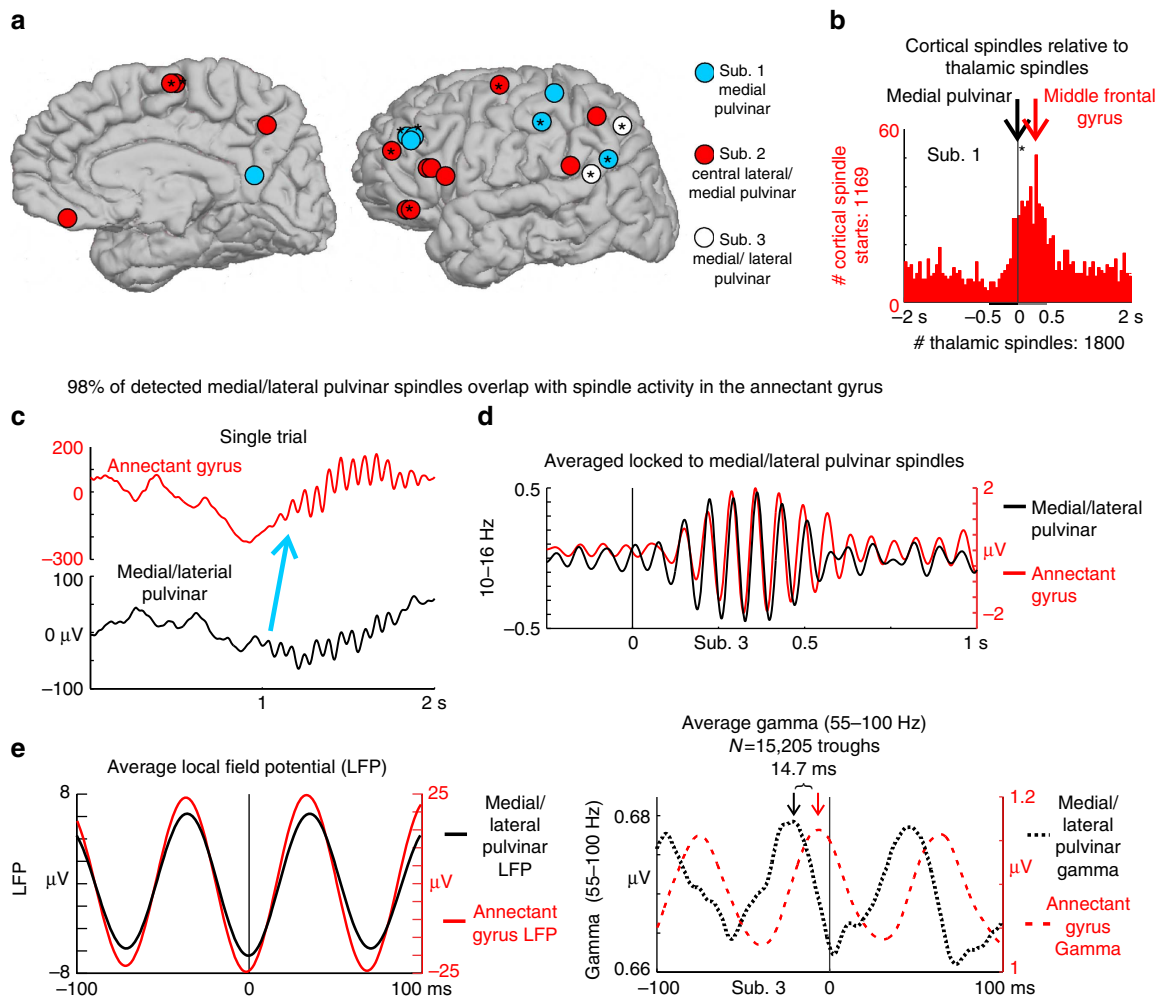 a
Sub. 1
medial
pulvinar
Sub. 2
central lateral/
medial pulvinar
Sub. 3
medial/ lateral
pulvinar
b
Cortical spindles relative to
thalamic spindles
Medial pulvinar
Middle frontal
gyrus
60
Sub. 1
*
# cortical spindle
starts: 1169
0
–2 s
–0.5
0
0.5
2 s
# thalamic spindles: 1800
98% of detected medial/lateral pulvinar spindles overlap with spindle activity in the annectant gyrus
c
Single trial
200
Annectant gyrus
0
–300
100
Medial/laterial
pulvinar
0 µV
–100
1
2 s
d
Averaged locked to medial/lateral pulvinar spindles
0.5
10–16 Hz
–0.5
2
µV
–2
0
Sub. 3
0.5
1 s
Medial/lateral
pulvinar
Annectant
gyrus
e
Average local field potential (LFP)
8
LFP
µV
–8
25
µV
–25
–100
0
100 ms
Medial/
lateral
pulvinar
LFP
Annectant
gyrus LFP
Average gamma (55–100 Hz)
N=15,205 troughs
14.7 ms
0.68
Gamma (55–100 Hz)
µV
0.66
1.2
µV
1
–100
Sub. 3
0
100 ms
Medial/
lateral
pulvinar
gamma
Annectant
gyrus
Gamma